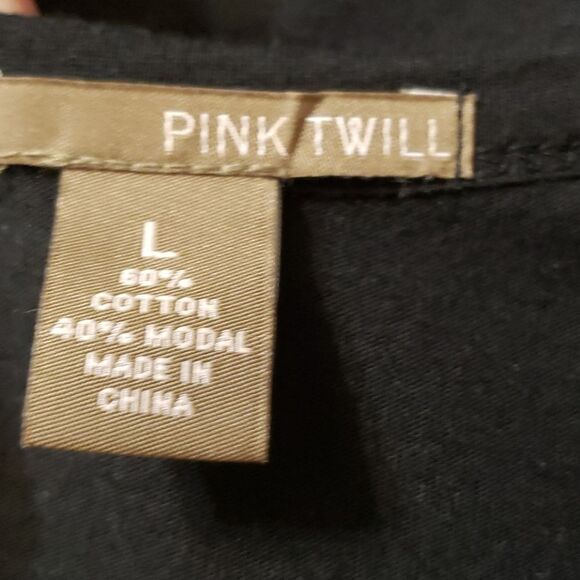 PINK TWILL
L
60%
COTTON
40% MODAL
MADE IN
CHINA